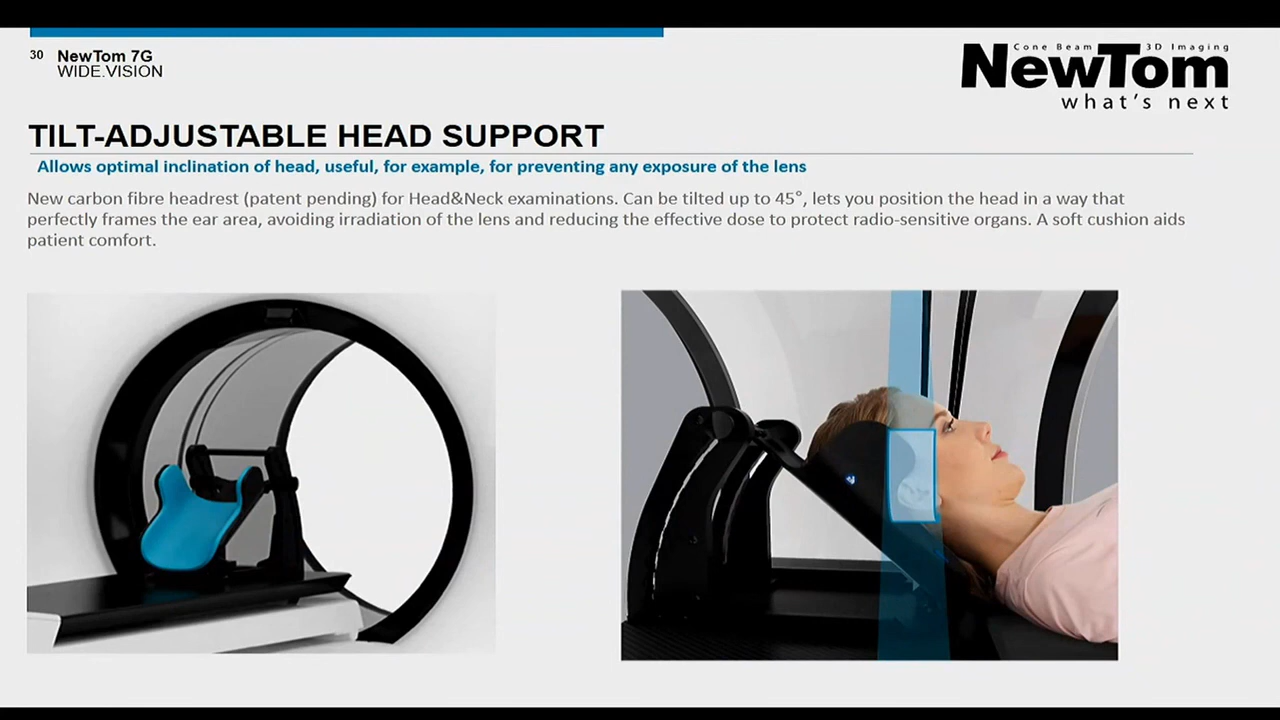 30 NewTom 7G
WIDE.VISION
Cone Beam 3D Imaging
NewTom
what's next
TILT-ADJUSTABLE HEAD SUPPORT
Allows optimal inclination of head, useful, for example, for preventing any exposure of the lens
New carbon fibre headrest (patent pending) for Head&Neck examinations. Can be tilted up to 45°, lets you position the head in a way that
perfectly frames the ear area, avoiding irradiation of the lens and reducing the effective dose to protect radio-sensitive organs. A soft cushion aids
patient comfort.